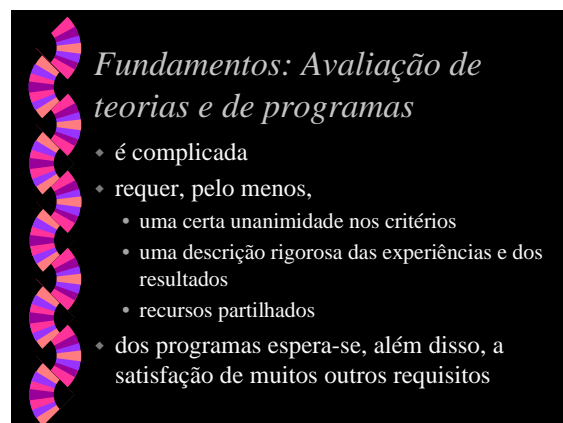 Fundamentos: Avaliação de
teorias e de programas
é complicada
requer, pelo menos,
uma certa unanimidade nos critérios
uma descrição rigorosa das experiências e dos
resultados
recursos partilhados
dos programas espera-se, além disso, a
satisfação de muitos outros requisitos